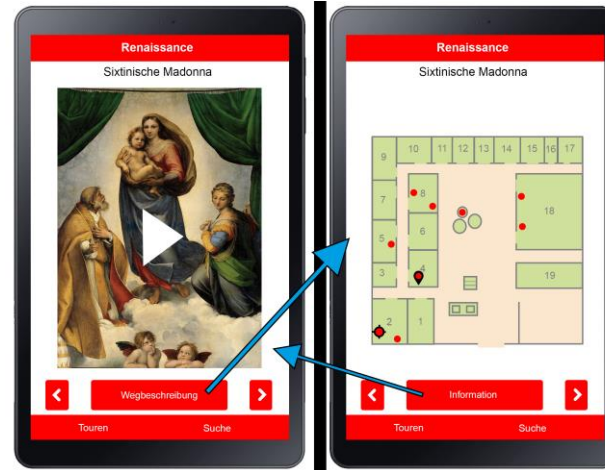 Renaissance
Sixtinische Madonna
Wegbeschreibung
Touren Suche
Renaissance
Sixtinische Madonna
10 11 12 13 14 15 16 17
9
8
7
18
6
5
4
3
19
2 1
Information
Touren Suche